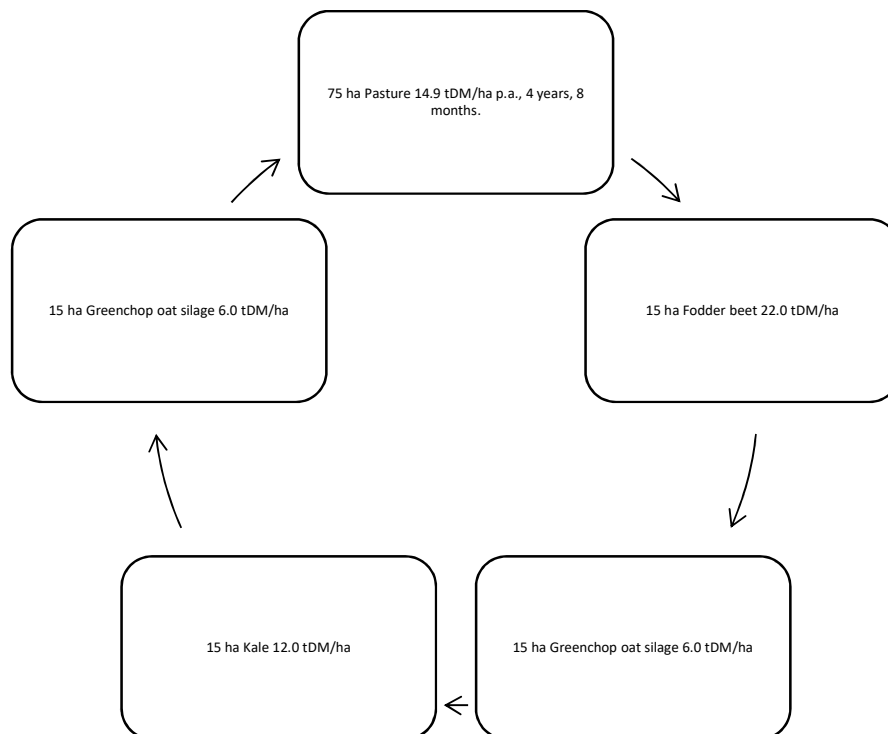 75 ha Pasture 14.9 tDM/ha p.a., 4 years, 8
months.
15 ha Greenchop oat silage 6.0 tDM/ha
15 ha Fodder beet 22.0 tDM/ha
15 ha Kale 12.0 tDM/ha
15 ha Greenchop oat silage 6.0 tDM/ha